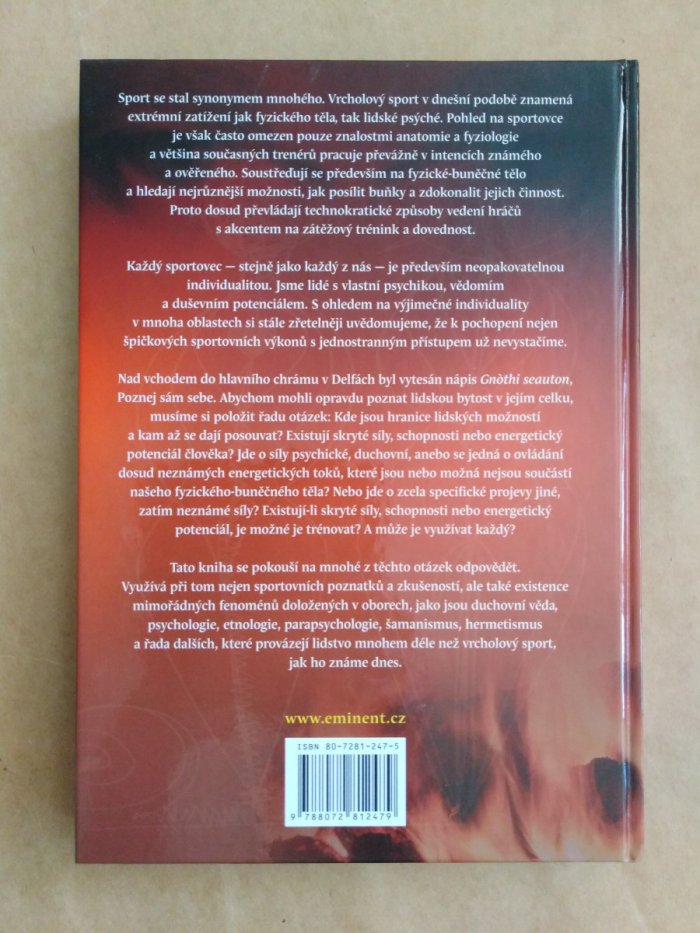 Sport se stal synonymem mnohého. Vrcholový sport v dnešní podobě znamená
extrémní zatížení jak fyzického těla, tak lidské psýché. Pohled na sportovce
je však často omezen pouze znalostmi anatomie a fyziologie
a většina současných trenérů pracuje převážně v intencích známého
a ověřeného. Soustřeďují se především na fyzické-buněčné tělo
a hledají nejrůznější možnosti, jak posílit buňky a zdokonalit jejich činnost.
Proto dosud převládají technokratické způsoby vedení hráčů
s akcentem na zátěžový trénink a dovednost.
Každý sportovec — stejně jako každý z nás — je především neopakovatelnou
individualitou. Jsme lidé s vlastní psychikou, vědomím
a duševním potenciálem. S ohledem na výjimečné individuality
v mnoha oblastech si stále zřetelněji uvědomujeme, že k pochopení nejen
špičkových sportovních výkonů s jednostranným přístupem už nevystačíme.
Nad vchodem do hlavního chrámu v Delfách byl vytesán nápis Gnòthi seauton,
Poznej sám sebe. Abychom mohli opravdu poznat lidskou bytost v jejím celku,
musíme si položit řadu otázek: Kde jsou hranice lidských možností
a kam až se dají posouvat? Existují skryté síly, schopnosti nebo energetický
potenciál člověka? Jde o síly psychické, duchovní, anebo se jedná o ovládání
dosud neznámých energetických toků, které jsou nebo možná nejsou součástí
našeho fyzického-buněčného těla? Nebo jde o zcela specifické projevy jiné,
zatím neznámé síly? Existují-li skryté síly, schopnosti nebo energetický
potenciál, je možné je trénovat? A může je využívat každý?
Tato kniha se pokouší na mnohé z těchto otázek odpovědět.
Využívá při tom nejen sportovních poznatků a zkušeností, ale také existence
mimořádných fenoménů doložených v oborech, jako jsou duchovní věda,
psychologie, etnologie, parapsychologie, šamanismus, hermetismus
a řada dalších, které provázejí lidstvo mnohem déle než vrcholový sport,
jak ho známe dnes.
www.eminent.cz
ISBN 80-7281-247-5
9 788072 812479